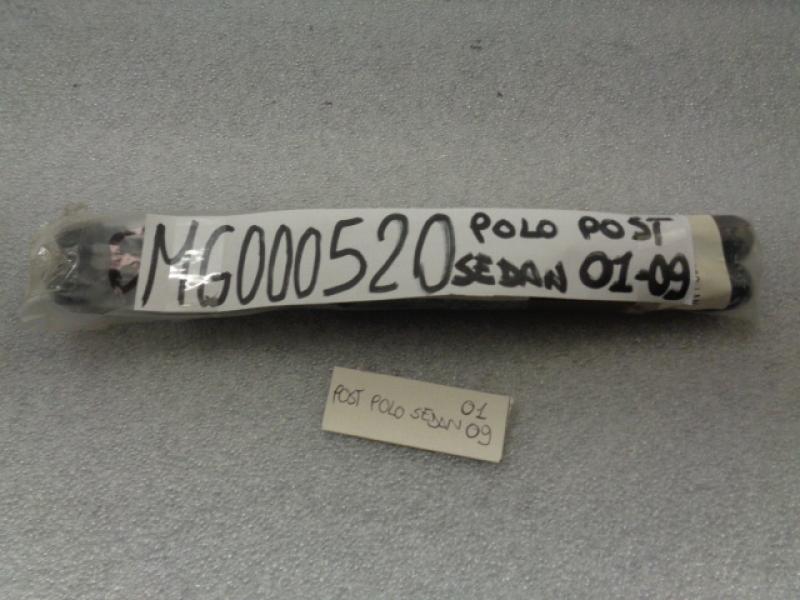 MG000520 POLO POST
SEDAN 01-09
POST POLO SEDAN 01
09